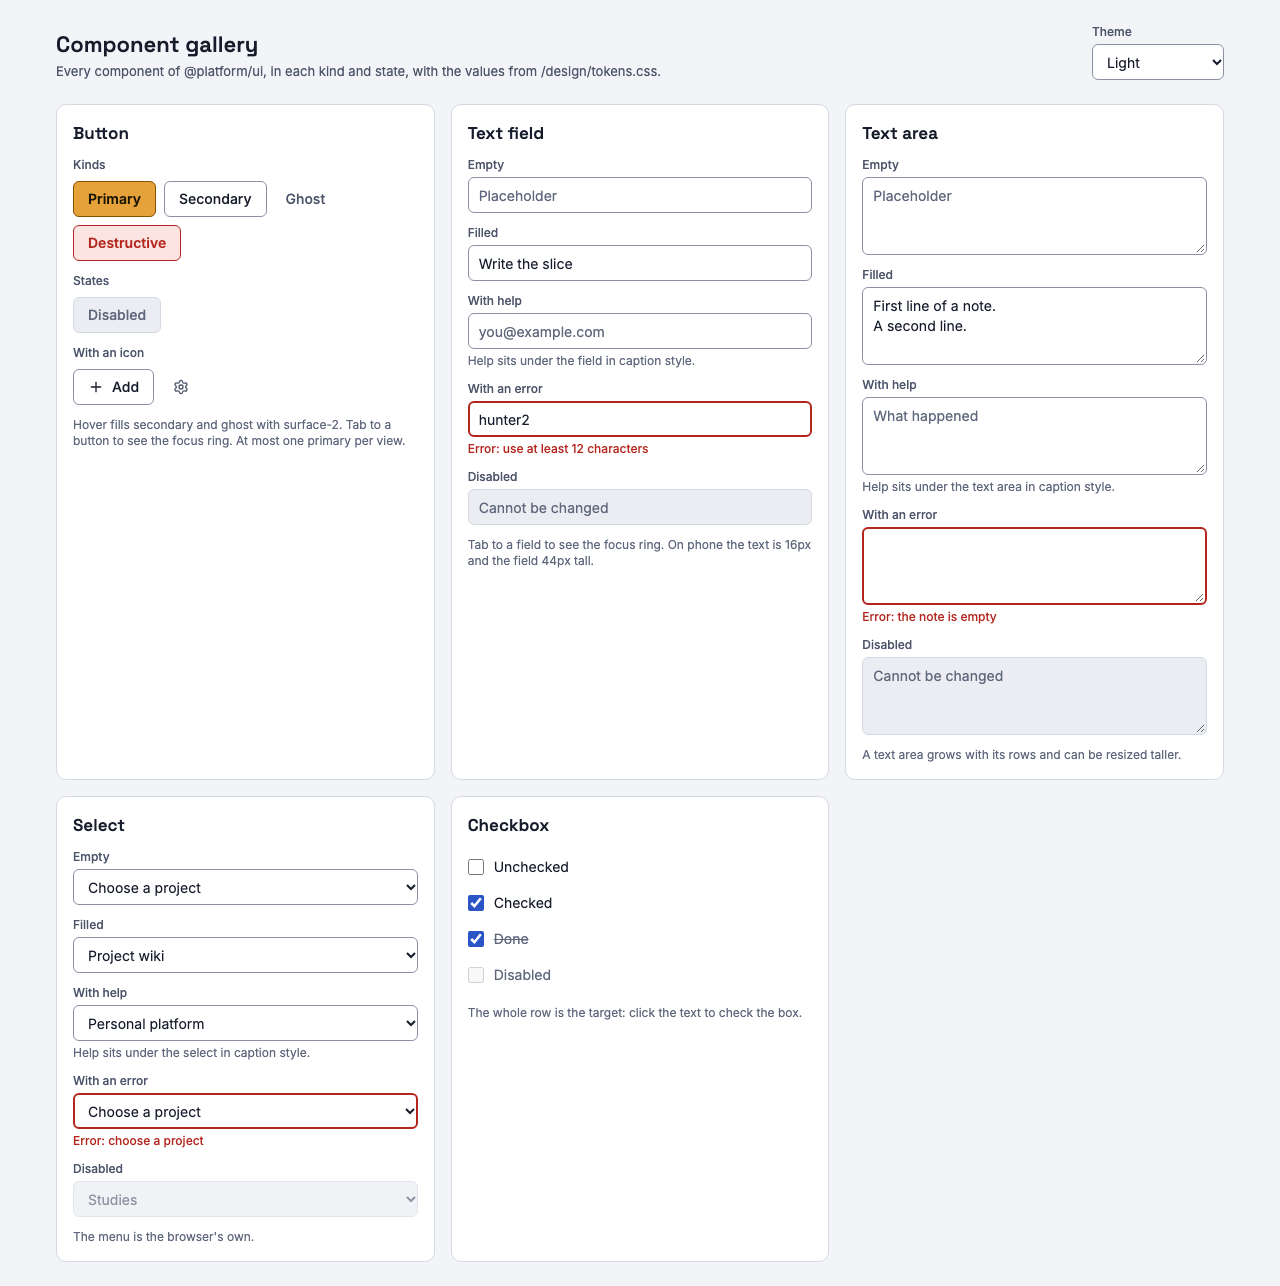 Component gallery
Every component of @platform/ui, in each kind and state, with the values from /design/tokens.css.
Theme
Light
Button
Kinds
Primary
Secondary
Ghost
Destructive
States
Disabled
With an icon
Add
Hover fills secondary and ghost with surface-2. Tab to a
button to see the focus ring. At most one primary per view.
Text field
Empty
Placeholder
Filled
Write the slice
With help
you@example.com
Help sits under the field in caption style.
With an error
hunter2
Error: use at least 12 characters
Disabled
Cannot be changed
Tab to a field to see the focus ring. On phone the text is 16px
and the field 44px tall.
Text area
Empty
Placeholder
Filled
First line of a note.
A second line.
With help
What happened
Help sits under the text area in caption style.
With an error
Error: the note is empty
Disabled
Cannot be changed
A text area grows with its rows and can be resized taller.
Select
Empty
Choose a project
Filled
Project wiki
With help
Personal platform
Help sits under the select in caption style.
With an error
Choose a project
Error: choose a project
Disabled
Studies
The menu is the browser's own.
Checkbox
Unchecked
Checked
Done
Disabled
The whole row is the target: click the text to check the box.